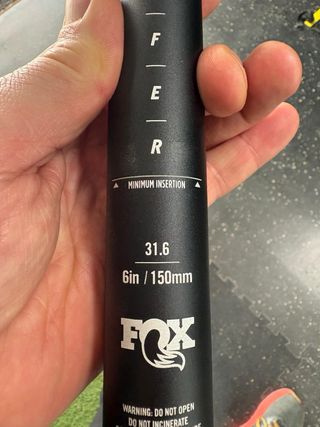 F
E
R
MINIMUM INSERTION
31.6
6in / 150mm
FOX
WARNING: DO NOT OPEN
DO NOT INCINERATE